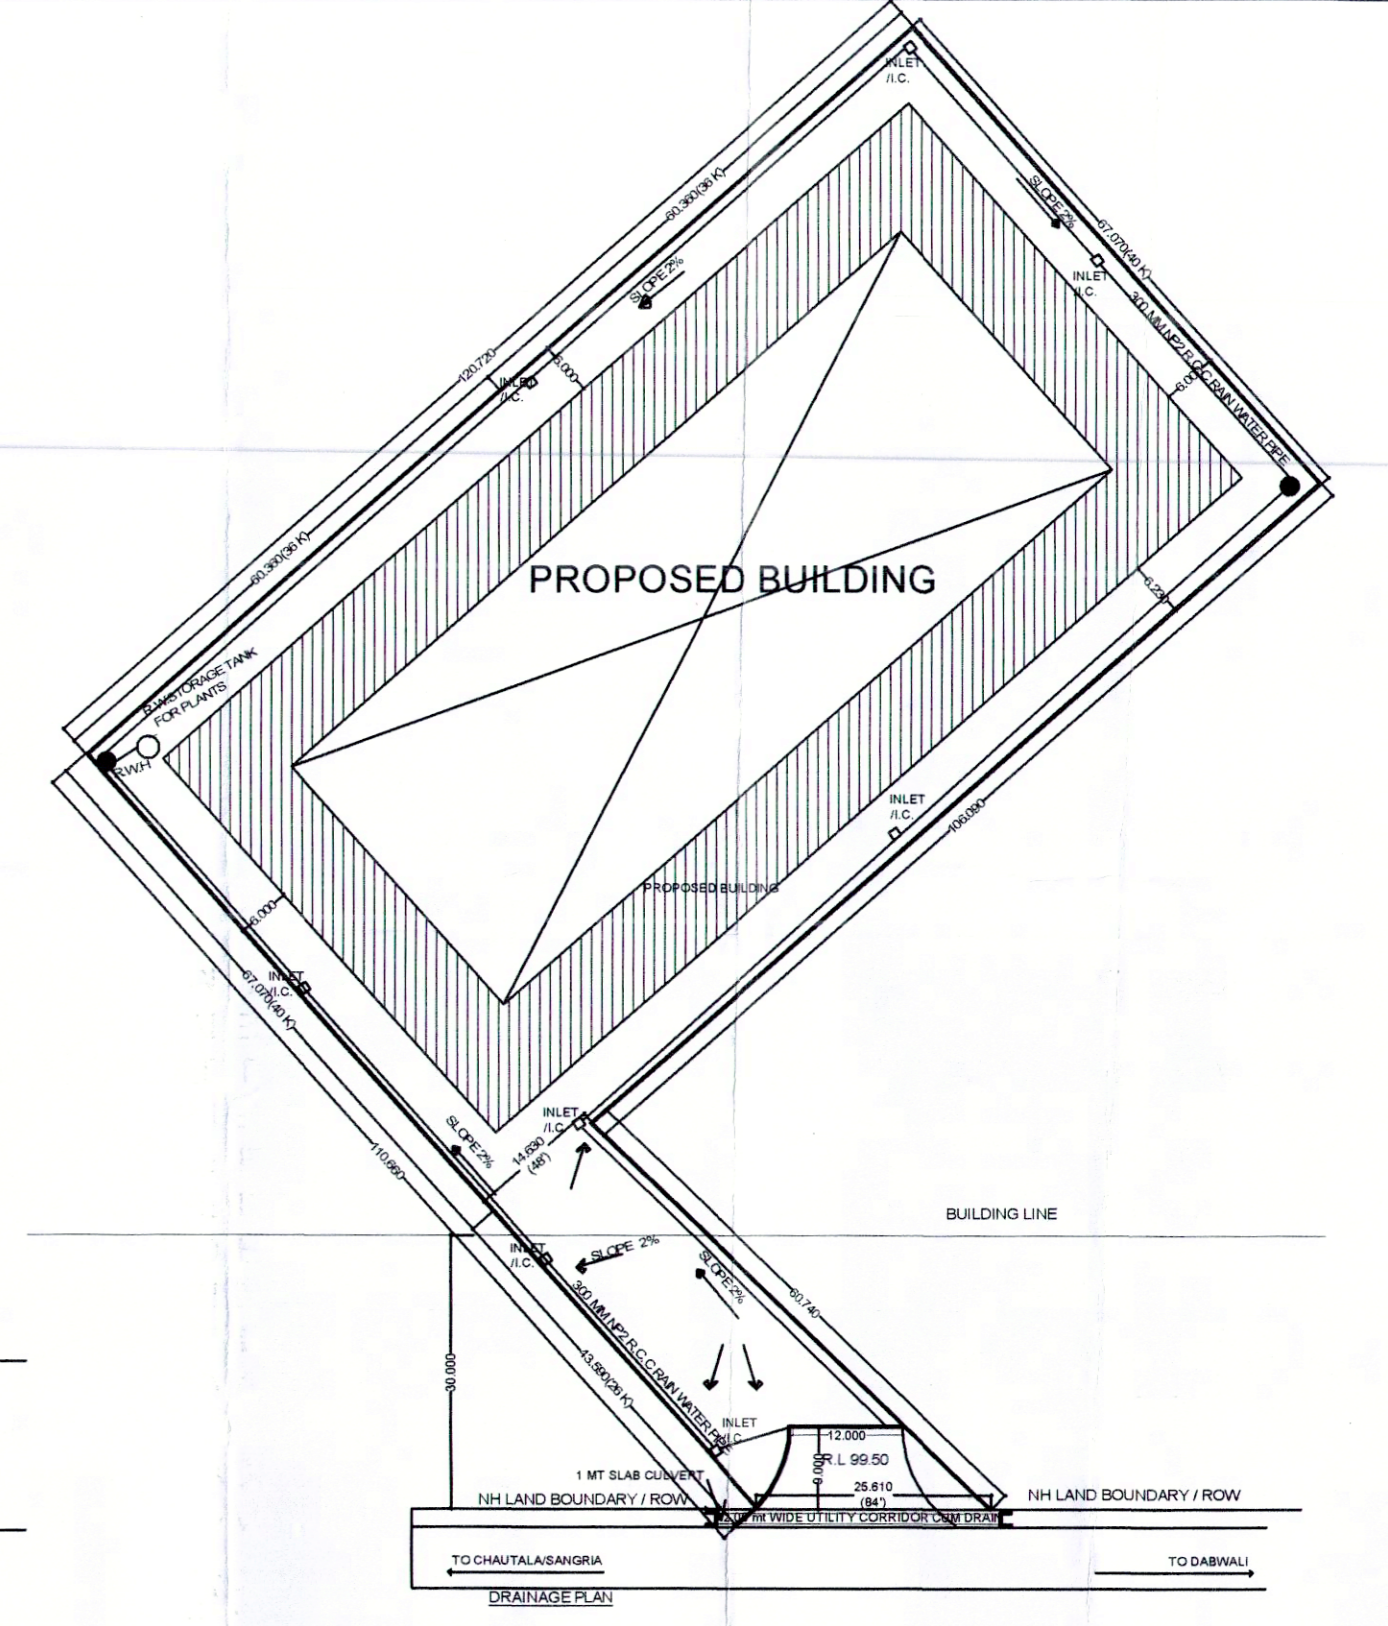 INLET
/I.C.
60.360(36 K)
SLOPE 2%
67.070(40 K)
SLOPE 2%
INLET
/I.C.
300 MM NP2 R.C.C RAIN WATER PIPE
120.720
6.000
INLET
/I.C.
6.00
60.360(36 K)
PROPOSED BUILDING
6.230
R.W.STORAGE TANK
FOR PLANTS
R.W.H
INLET
/I.C.
106.090
PROPOSED BUILDING
6.000
INLET
/I.C.
67.070(40 K)
INLET
/I.C.
SLOPE 2%
14.630
(48')
110.660
BUILDING LINE
INLET
/I.C.
SLOPE 2%
SLOPE 2%
60.740
300 MM NP2 R.C.C RAIN WATER PIPE
30.000
43.590(26 K)
INLET
/I.C.
12.000
R.L 99.50
9.000
1 MT SLAB CULVERT
25.610
(84')
NH LAND BOUNDARY / ROW
NH LAND BOUNDARY / ROW
mt WIDE UTILITY CORRIDOR CUM DRAIN
TO CHAUTALA/SANGRIA
TO DABWALI
DRAINAGE PLAN